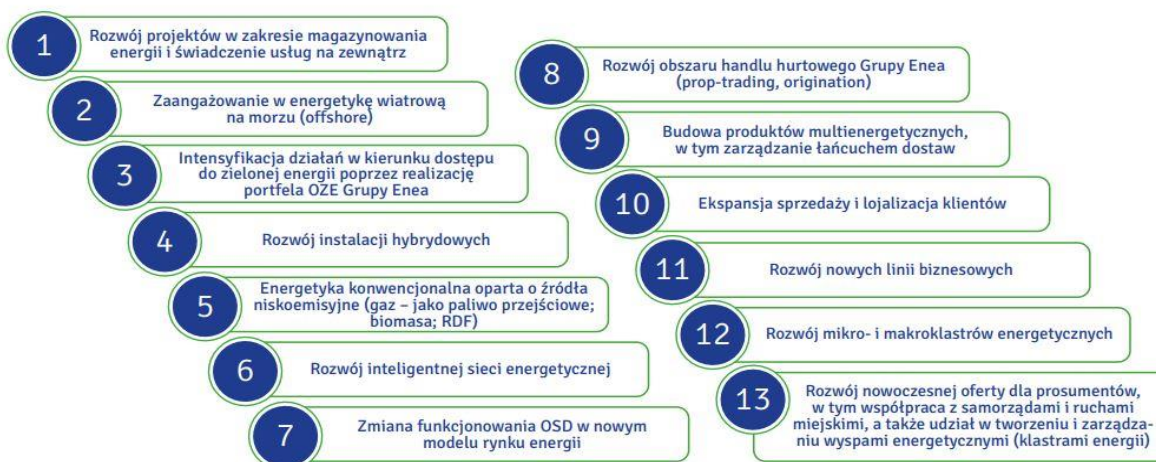 1
Rozwój projektów w zakresie magazynowania
energii i świadczenie usług na zewnątrz
2
Zaangażowanie w energetykę wiatrową
na morzu (offshore)
3
Intensyfikacja działań w kierunku dostępu
do zielonej energii poprzez realizację
portfela OZE Grupy Enea
4
Rozwój instalacji hybrydowych
5
Energetyka konwencjonalna oparta o źródła
niskoemisyjne (gaz – jako paliwo przejściowe;
biomasa; RDF)
6
Rozwój inteligentnej sieci energetycznej
7
Zmiana funkcjonowania OSD w nowym
modelu rynku energii
8
Rozwój obszaru handlu hurtowego Grupy Enea
(prop-trading, origination)
9
Budowa produktów multienergetycznych,
w tym zarządzanie łańcuchem dostaw
10
Ekspansja sprzedaży i lojalizacja klientów
11
Rozwój nowych linii biznesowych
12
Rozwój mikro- i makroklastrów energetycznych
13
Rozwój nowoczesnej oferty dla prosumentów,
w tym współpraca z samorządami i ruchami
miejskimi, a także udział w tworzeniu i zarządza-
niu wyspami energetycznymi (klastrami energii)